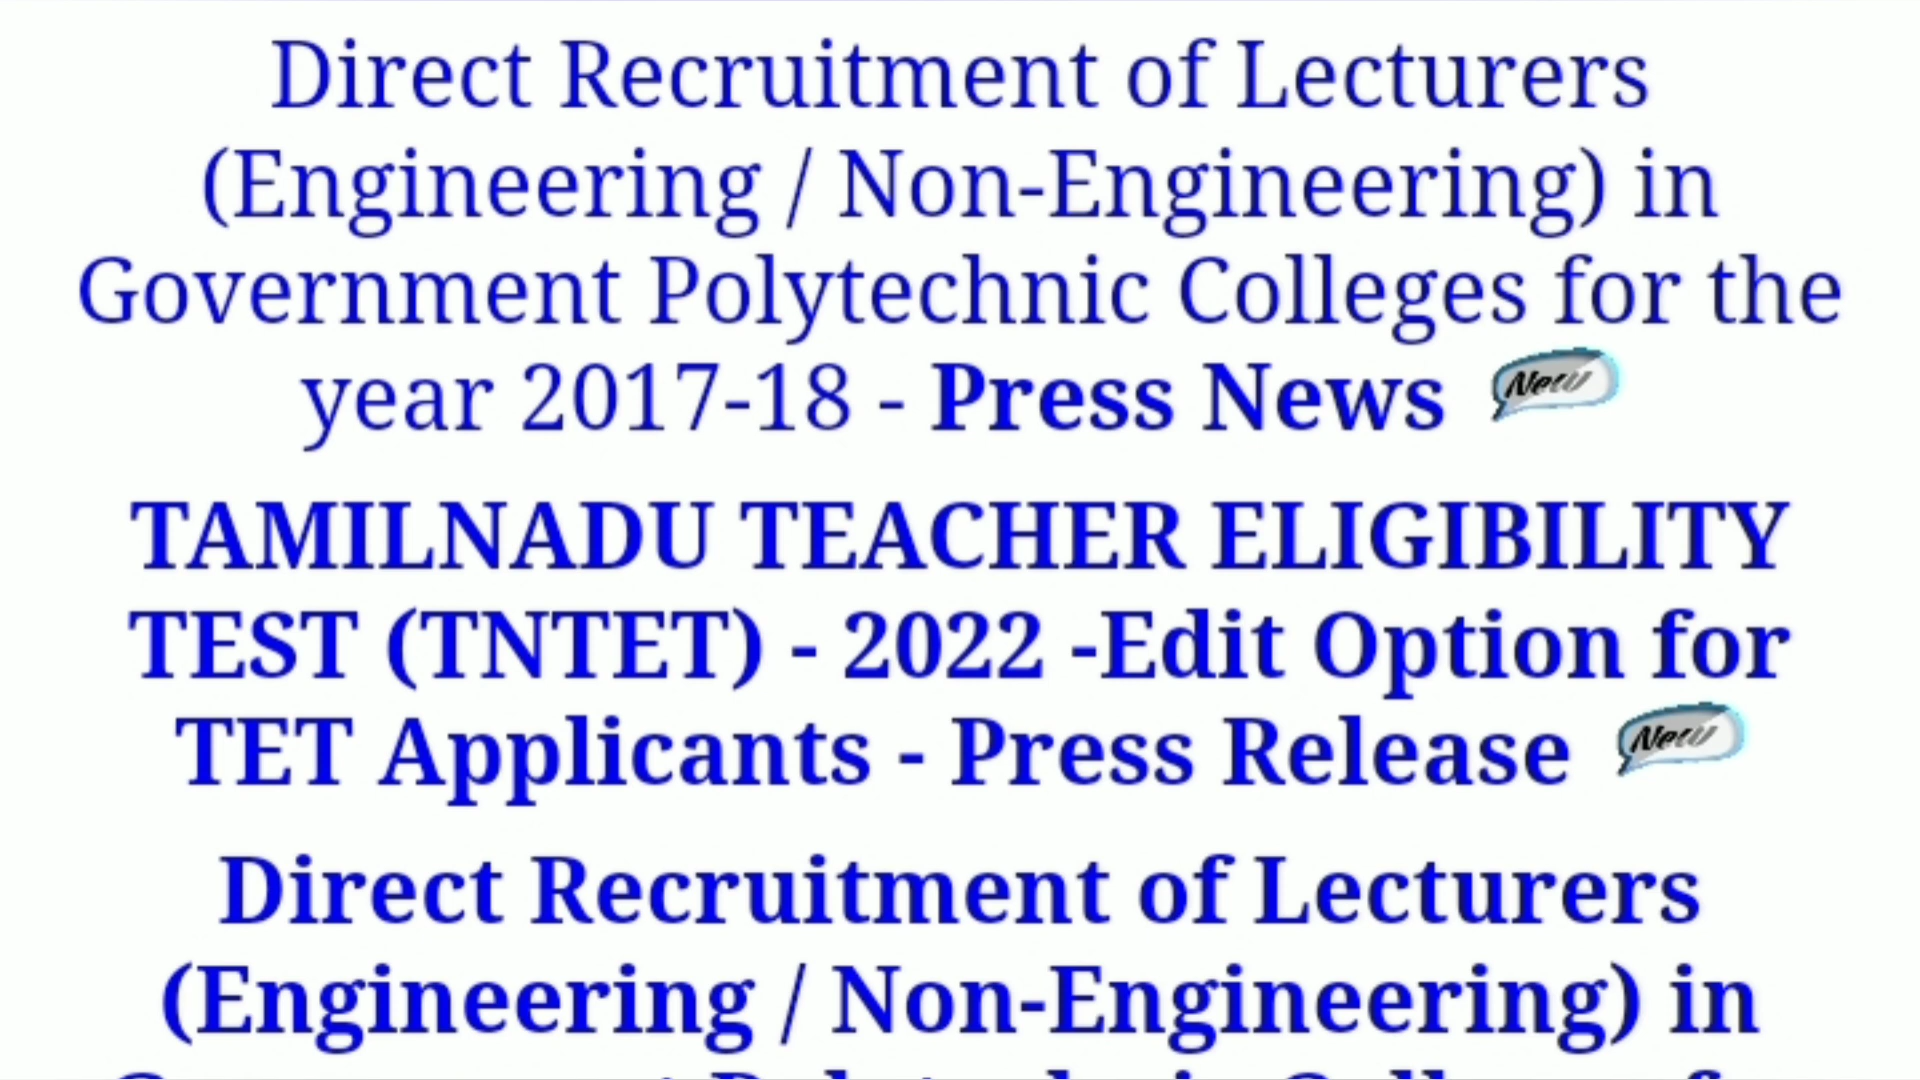 Direct Recruitment of Lecturers
(Engineering / Non-Engineering) in
Government Polytechnic Colleges for the
year 2017-18 - Press News New
TAMILNADU TEACHER ELIGIBILITY
TEST (TNTET) - 2022 -Edit Option for
TET Applicants - Press Release New
Direct Recruitment of Lecturers
(Engineering / Non-Engineering) in